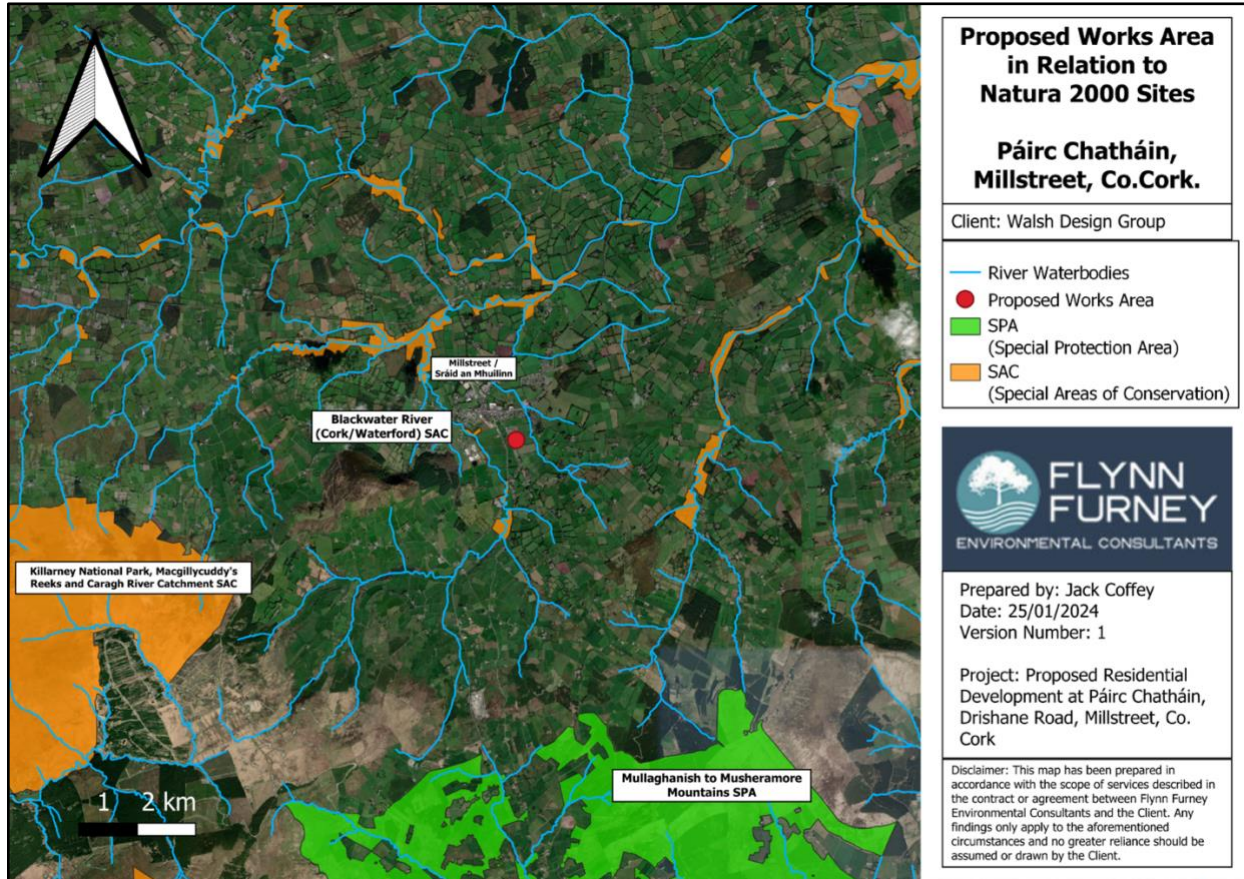 Proposed Works Area
in Relation to
Natura 2000 Sites
Páirc Chatháin,
Millstreet, Co.Cork.
Client: Walsh Design Group
River Waterbodies
Proposed Works Area
SPA
(Special Protection Area)
SAC
(Special Areas of Conservation)
FLYNN
FURNEY
ENVIRONMENTAL CONSULTANTS
Prepared by: Jack Coffey
Date: 25/01/2024
Version Number: 1
Project: Proposed Residential
Development at Páirc Chatháin,
Drishane Road, Millstreet, Co.
Cork
Disclaimer: This map has been prepared in
accordance with the scope of services described in
the contract or agreement between Flynn Furney
Environmental Consultants and the Client. Any
findings only apply to the aforementioned
circumstances and no greater reliance should be
assumed or drawn by the Client.
Millstreet /
Sráid an Mhuilinn
Blackwater River
(Cork/Waterford) SAC
Killarney National Park, Macgillycuddy's
Reeks and Caragh River Catchment SAC
Mullaghanish to Musheramore
Mountains SPA
1 2 km